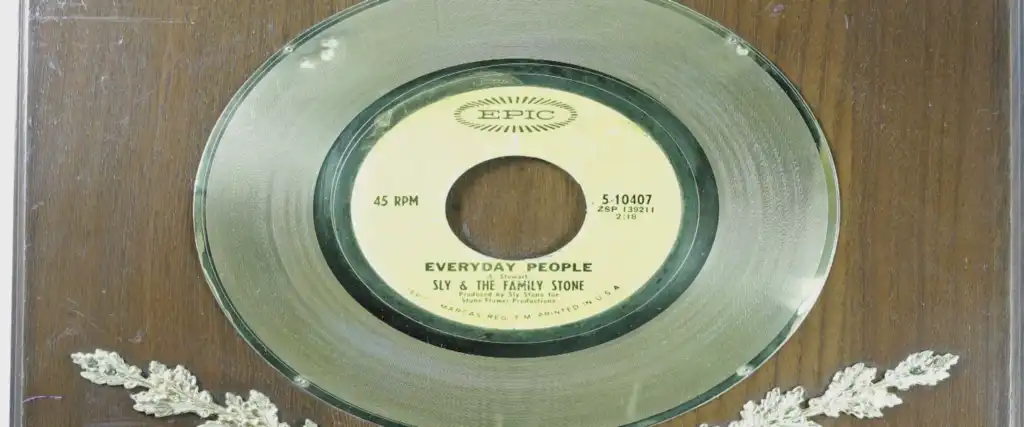 EPIC
45 RPM
5-10407
ZSP 139211
2:18
EVERYDAY PEOPLE
S. Stewart
SLY & THE FAMILY STONE
Produced by Sly Stone for
Stone Flower Productions
MARCAS REG. T.M. PRINTED IN U.S.A.